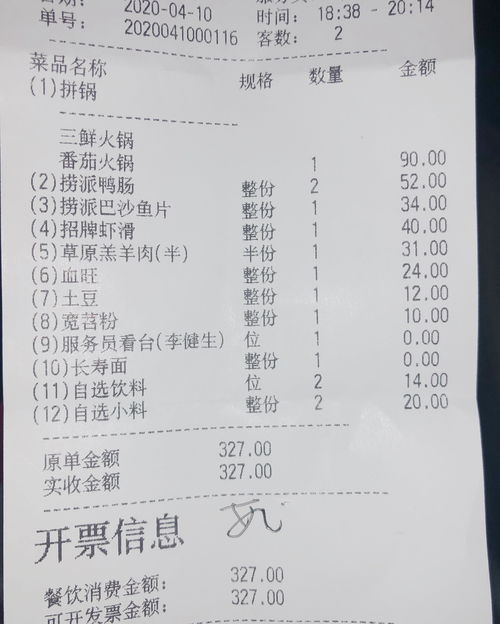 日期: 2020-04-10 服务员
单号: 2020041000116 时间: 18:38 - 20:14
客数: 2
菜品名称 规格 数量 金额
(1)拼锅
三鲜火锅
番茄火锅 1 90.00
(2)捞派鸭肠 整份 2 52.00
(3)捞派巴沙鱼片 整份 1 34.00
(4)招牌虾滑 整份 1 40.00
(5)草原羔羊肉(半) 半份 1 31.00
(6)血旺 整份 1 24.00
(7)土豆 整份 1 12.00
(8)宽苕粉 整份 1 10.00
(9)服务员看台(李健生) 位 1 0.00
(10)长寿面 整份 1 0.00
(11)自选饮料 位 2 14.00
(12)自选小料 整份 2 20.00
原单金额 327.00
实收金额 327.00
开票信息
餐饮消费金额: 327.00
可开发票金额: 327.00